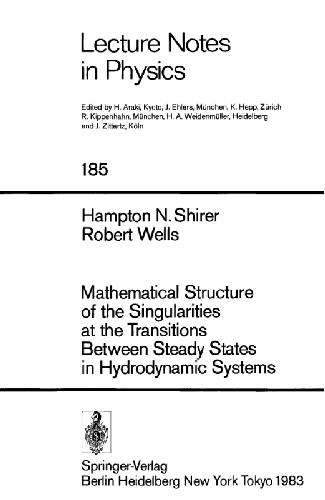 Lecture Notes
in Physics
Edited by H. Araki, Kyoto, J. Ehlers, München, K. Hepp, Zürich
R. Kippenhahn, München, H. A. Weidenmüller, Heidelberg
and J. Zittartz, Köln
185
Hampton N. Shirer
Robert Wells
Mathematical Structure
of the Singularities
at the Transitions
Between Steady States
in Hydrodynamic Systems
Springer-Verlag
Berlin Heidelberg New York Tokyo 1983